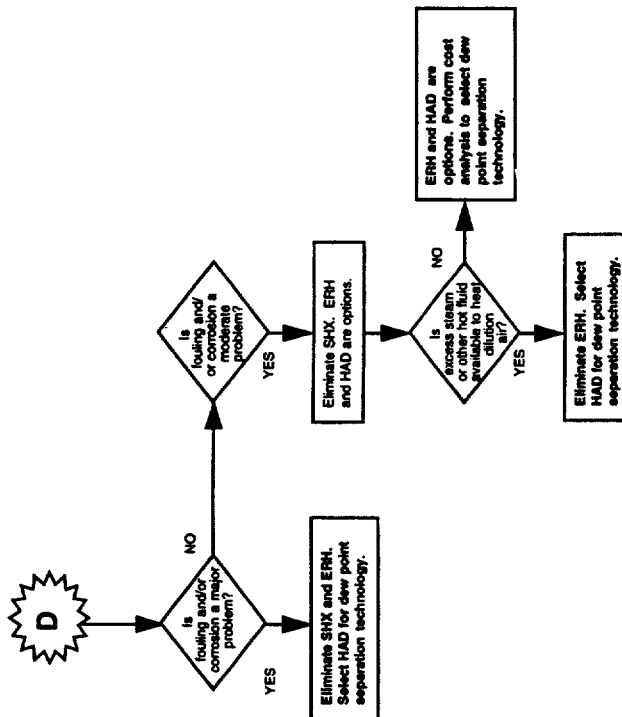 D
Is
fouling and/or
corrosion a major
problem?
NO
YES
Eliminate SHX and ERH.
Select HAD for dew point
separation technology.
Is
fouling and/
or corrosion a
moderate
problem?
YES
Eliminate SHX. ERH
and HAD are options.
Is
excess steam
or other hot fluid
available to heat
dilution
air?
NO
YES
ERH and HAD are
options. Perform cost
analysis to select dew
point separation
technology.
Eliminate ERH. Select
HAD for dew point
separation technology.